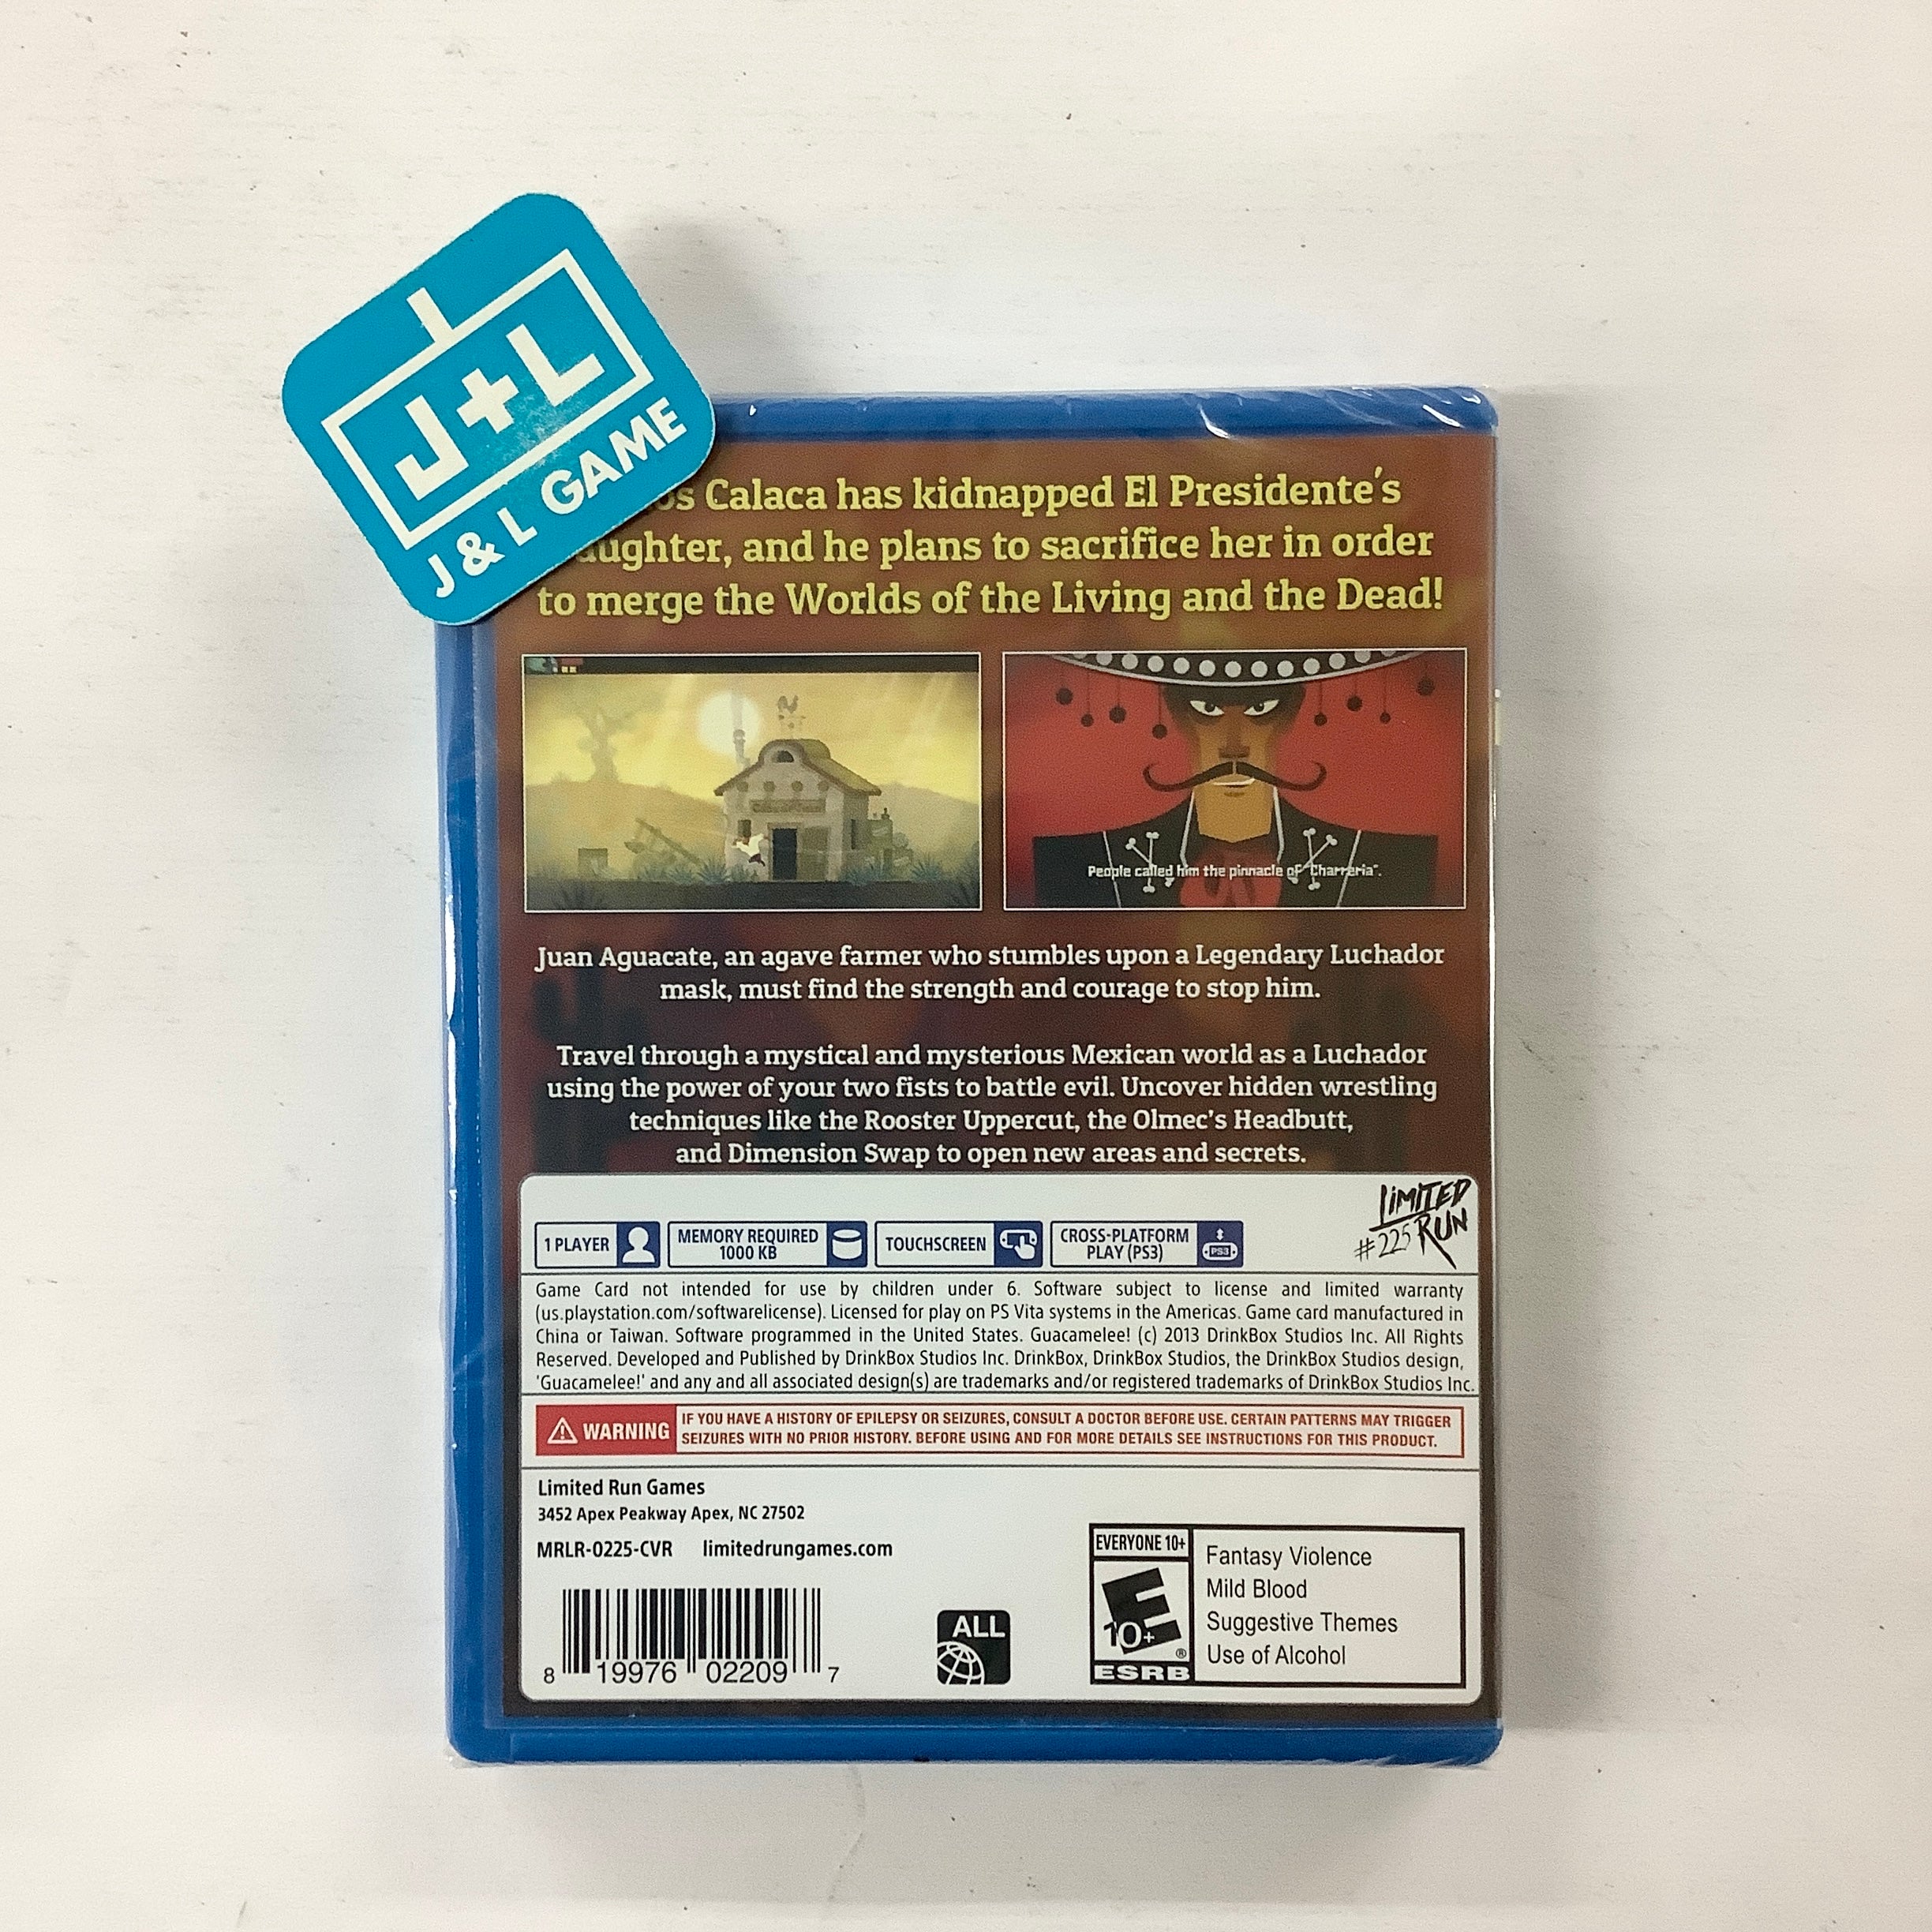 J+L
J & L GAME
Calaca has kidnapped El Presidente's
and he plans to sacrifice her in order
to merge the Worlds of the Living and the Dead!
People called him the pinnacle of "Charreria".
Juan Aguacate, an agave farmer who stumbles upon a Legendary Luchador
mask, must find the strength and courage to stop him.
Travel through a mystical and mysterious Mexican world as a Luchador
using the power of your two fists to battle evil. Uncover hidden wrestling
techniques like the Rooster Uppercut, the Olmec's Headbutt,
and Dimension Swap to open new areas and secrets.
LIMITED
RUN
#225
1 PLAYER
MEMORY REQUIRED
1000 KB
TOUCHSCREEN
CROSS-PLATFORM
PLAY (PS3)
PS3
Game Card not intended for use by children under 6. Software subject to license and limited warranty
(us.playstation.com/softwarelicense). Licensed for play on PS Vita systems in the Americas. Game card manufactured in
China or Taiwan. Software programmed in the United States. Guacamelee! (c) 2013 DrinkBox Studios Inc. All Rights
Reserved. Developed and Published by DrinkBox Studios Inc. DrinkBox, DrinkBox Studios, the DrinkBox Studios design,
'Guacamelee!' and any and all associated design(s) are trademarks and/or registered trademarks of DrinkBox Studios Inc.
WARNING
IF YOU HAVE A HISTORY OF EPILEPSY OR SEIZURES, CONSULT A DOCTOR BEFORE USE. CERTAIN PATTERNS MAY TRIGGER
SEIZURES WITH NO PRIOR HISTORY. BEFORE USING AND FOR MORE DETAILS SEE INSTRUCTIONS FOR THIS PRODUCT.
Limited Run Games
3452 Apex Peakway Apex, NC 27502
MRLR-0225-CVR limitedrungames.com
8 19976 02209 7
ALL
EVERYONE 10+
E
10+
®
ESRB
Fantasy Violence
Mild Blood
Suggestive Themes
Use of Alcohol